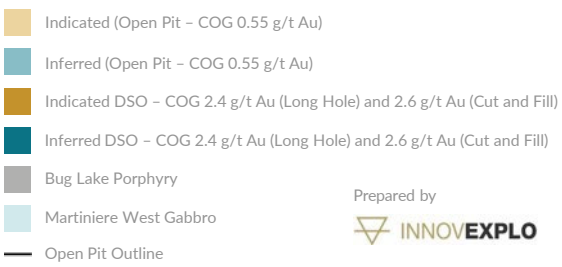 Indicated (Open Pit – COG 0.55 g/t Au)
Inferred (Open Pit – COG 0.55 g/t Au)
Indicated DSO – COG 2.4 g/t Au (Long Hole) and 2.6 g/t Au (Cut and Fill)
Inferred DSO – COG 2.4 g/t Au (Long Hole) and 2.6 g/t Au (Cut and Fill)
Bug Lake Porphyry
Martiniere West Gabbro
Open Pit Outline
Prepared by
INNOVEXPLO